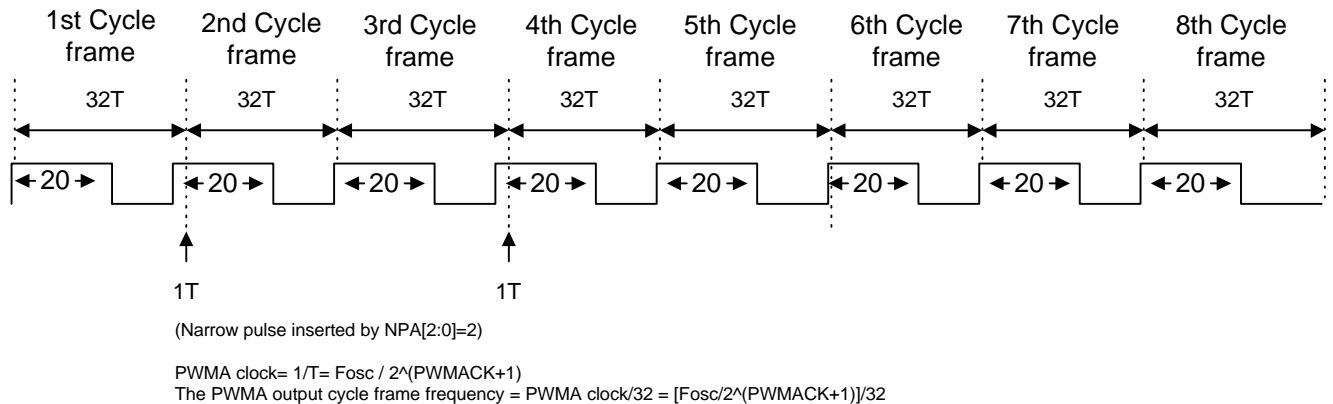 1st Cycle frame
2nd Cycle frame
3rd Cycle frame
4th Cycle frame
5th Cycle frame
6th Cycle frame
7th Cycle frame
8th Cycle frame
32T 32T 32T 32T 32T 32T 32T 32T
20 20 20 20 20 20 20 20
1T 1T
(Narrow pulse inserted by NPA[2:0]=2)
PWMA clock= 1/T= Fosc / 2^(PWMACK+1)
The PWMA output cycle frame frequency = PWMA clock/32 = [Fosc/2^(PWMACK+1)]/32